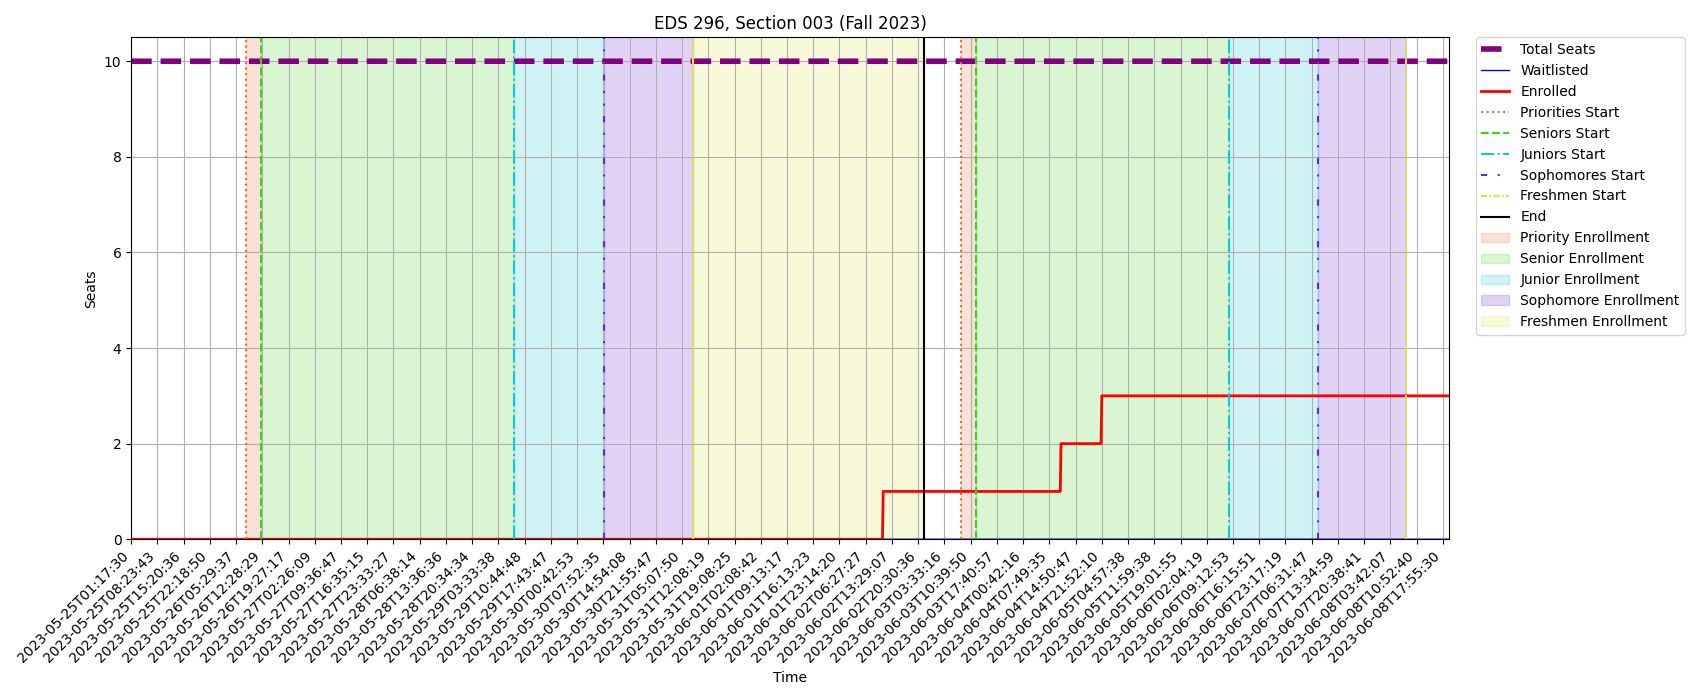 EDS 296, Section 003 (Fall 2023)
Seats
10
8
6
4
2
0
2023-05-25T01:17:30
2023-05-25T08:23:43
2023-05-25T15:20:36
2023-05-25T22:18:50
2023-05-26T05:29:37
2023-05-26T12:28:29
2023-05-26T19:27:17
2023-05-27T02:26:09
2023-05-27T09:36:47
2023-05-27T16:35:15
2023-05-27T23:33:27
2023-05-28T06:38:14
2023-05-28T13:36:36
2023-05-28T20:34:34
2023-05-29T03:33:38
2023-05-29T10:44:48
2023-05-29T17:43:47
2023-05-30T00:42:53
2023-05-30T07:52:35
2023-05-30T14:54:08
2023-05-30T21:55:47
2023-05-31T05:07:50
2023-05-31T12:08:19
2023-05-31T19:08:25
2023-06-01T02:08:42
2023-06-01T09:13:17
2023-06-01T16:13:23
2023-06-01T23:14:20
2023-06-02T06:27:27
2023-06-02T13:29:07
2023-06-02T20:30:36
2023-06-03T03:33:16
2023-06-03T10:39:50
2023-06-03T17:40:57
2023-06-04T00:42:16
2023-06-04T07:49:35
2023-06-04T14:50:47
2023-06-04T21:52:10
2023-06-05T04:57:38
2023-06-05T11:59:38
2023-06-05T19:01:55
2023-06-06T02:04:19
2023-06-06T09:12:53
2023-06-06T16:15:51
2023-06-06T23:17:19
2023-06-07T06:31:47
2023-06-07T13:34:59
2023-06-07T20:38:41
2023-06-08T03:42:07
2023-06-08T10:52:40
2023-06-08T17:55:30
Time
Total Seats
Waitlisted
Enrolled
Priorities Start
Seniors Start
Juniors Start
Sophomores Start
Freshmen Start
End
Priority Enrollment
Senior Enrollment
Junior Enrollment
Sophomore Enrollment
Freshmen Enrollment